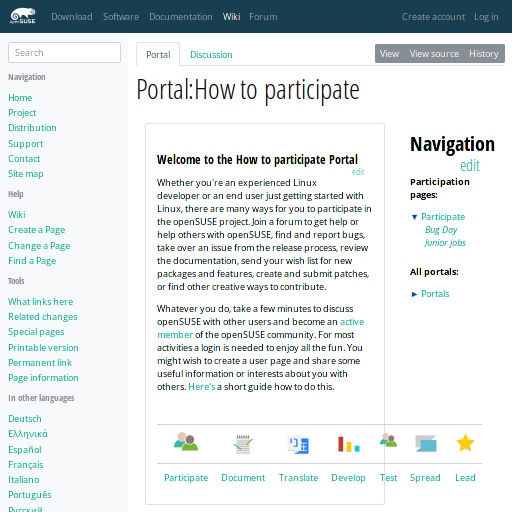 openSUSE
Download Software Documentation Wiki Forum Create account Log in
Search
Portal Discussion View View source History
Portal:How to participate
Navigation
Home
Project
Distribution
Support
Contact
Site map
Help
Wiki
Create a Page
Change a Page
Find a Page
Tools
What links here
Related changes
Special pages
Printable version
Permanent link
Page information
In other languages
Deutsch
Ελληνικά
Español
Français
Italiano
Português
Русский
Welcome to the How to participate Portal
edit
Whether you're an experienced Linux
developer or an end user just getting started with
Linux, there are many ways for you to participate in
the openSUSE project. Join a forum to get help or
help others with openSUSE, find and report bugs,
take over an issue from the release process, review
the documentation, send your wish list for new
packages and features, create and submit patches,
or find other creative ways to contribute.
Whatever you do, take a few minutes to discuss
openSUSE with other users and become an active
member of the openSUSE community. For most
activities a login is needed to enjoy all the fun. You
might wish to create a user page and share some
useful information or interests about you with
others. Here's a short guide how to do this.
Participate Document Translate Develop Test Spread Lead
Navigation
edit
Participation
pages:
▼ Participate
Bug Day
Junior jobs
All portals:
► Portals